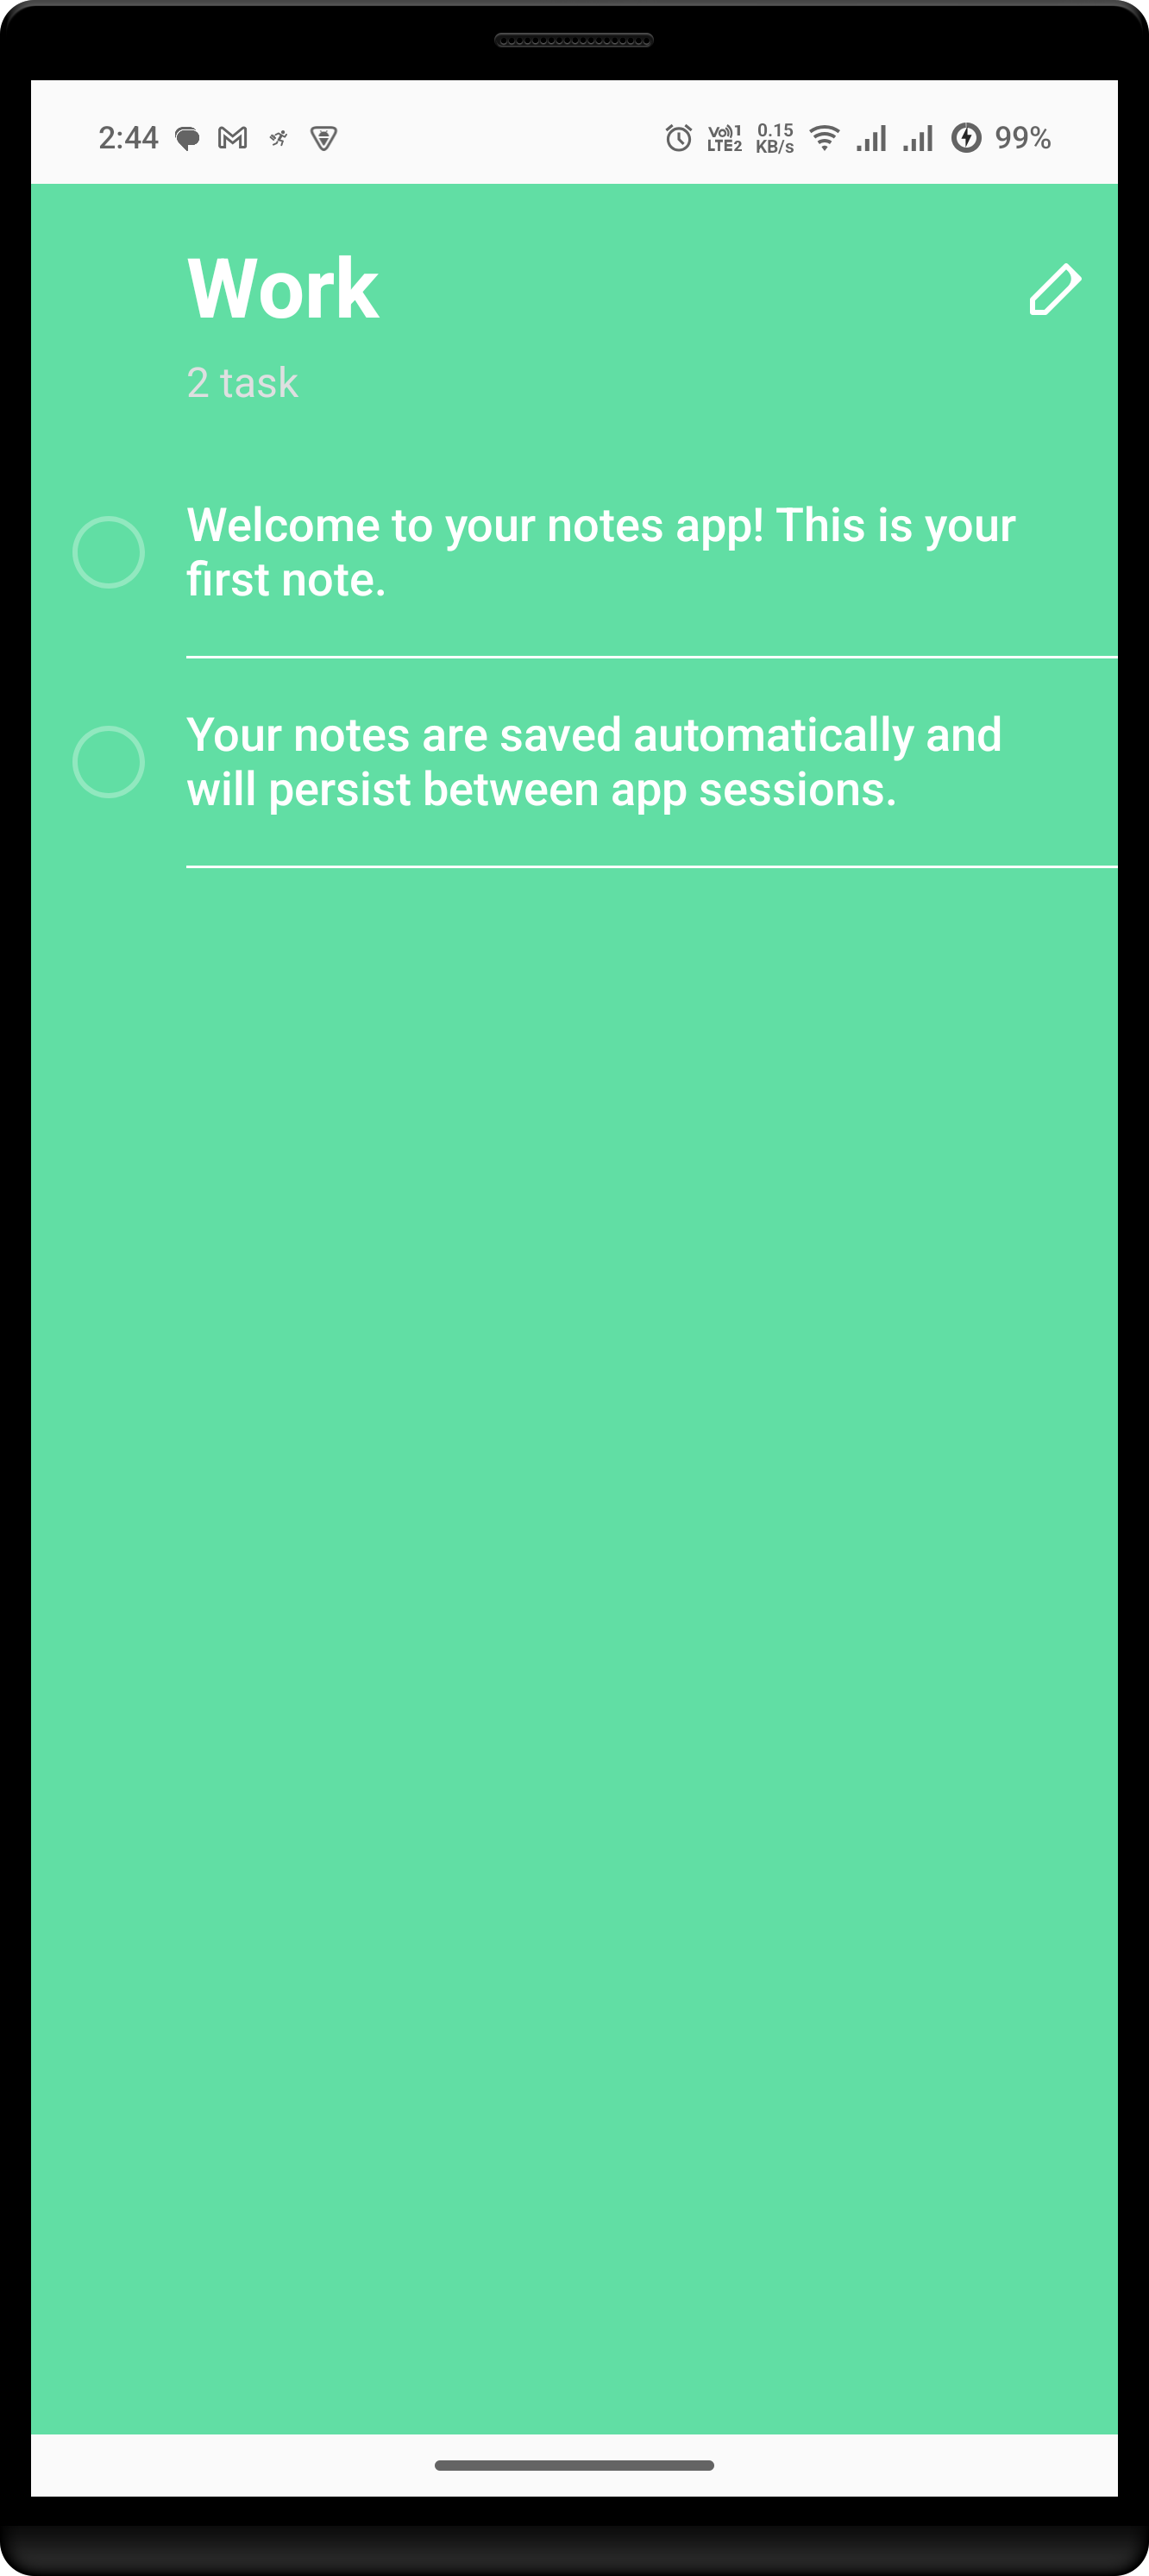 2:44
Vo 1
LTE2
0.15
KB/s
99%
Work
2 task
Welcome to your notes app! This is your
first note.
Your notes are saved automatically and
will persist between app sessions.